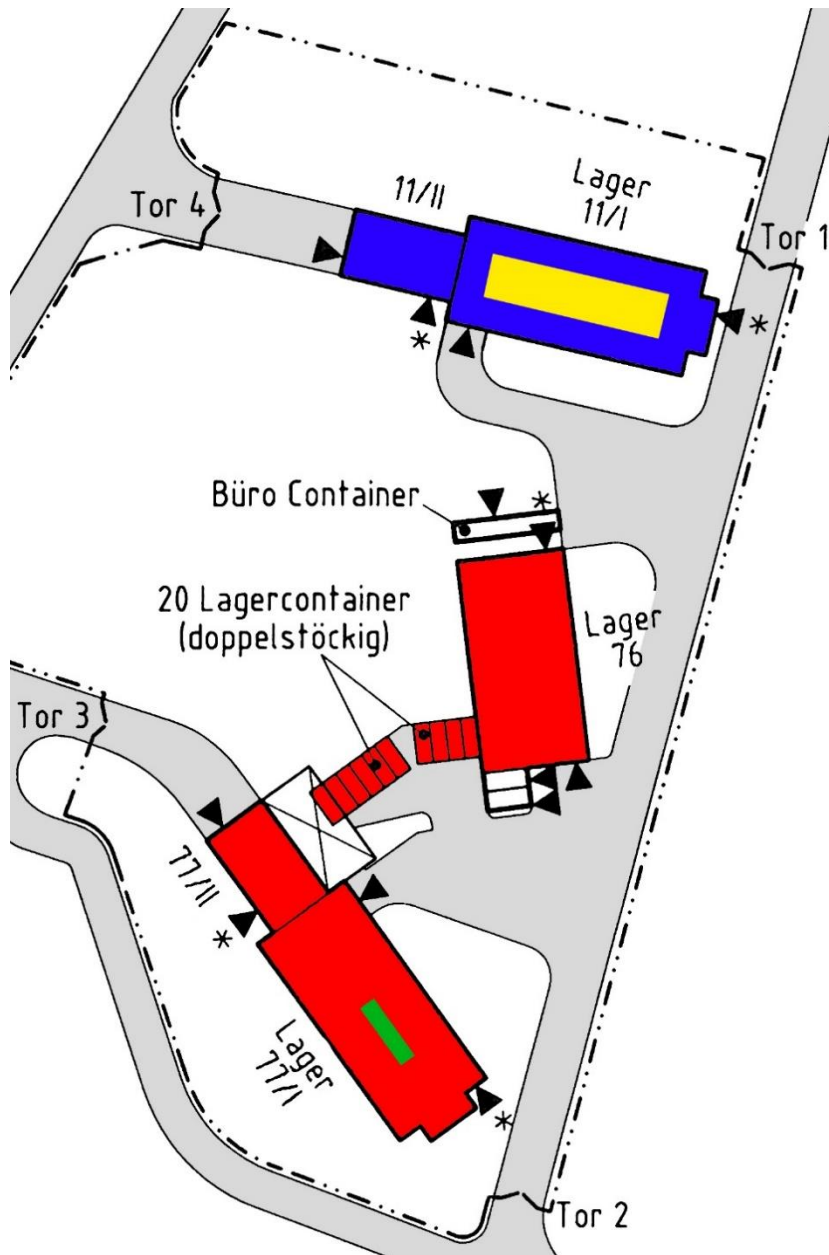 Lager
11/I
11/II
Tor 4
Tor 1
*
*
Büro Container
*
20 Lagercontainer
(doppelstöckig)
Lager
76
Tor 3
77/II
*
Lager
77/I
*
Tor 2